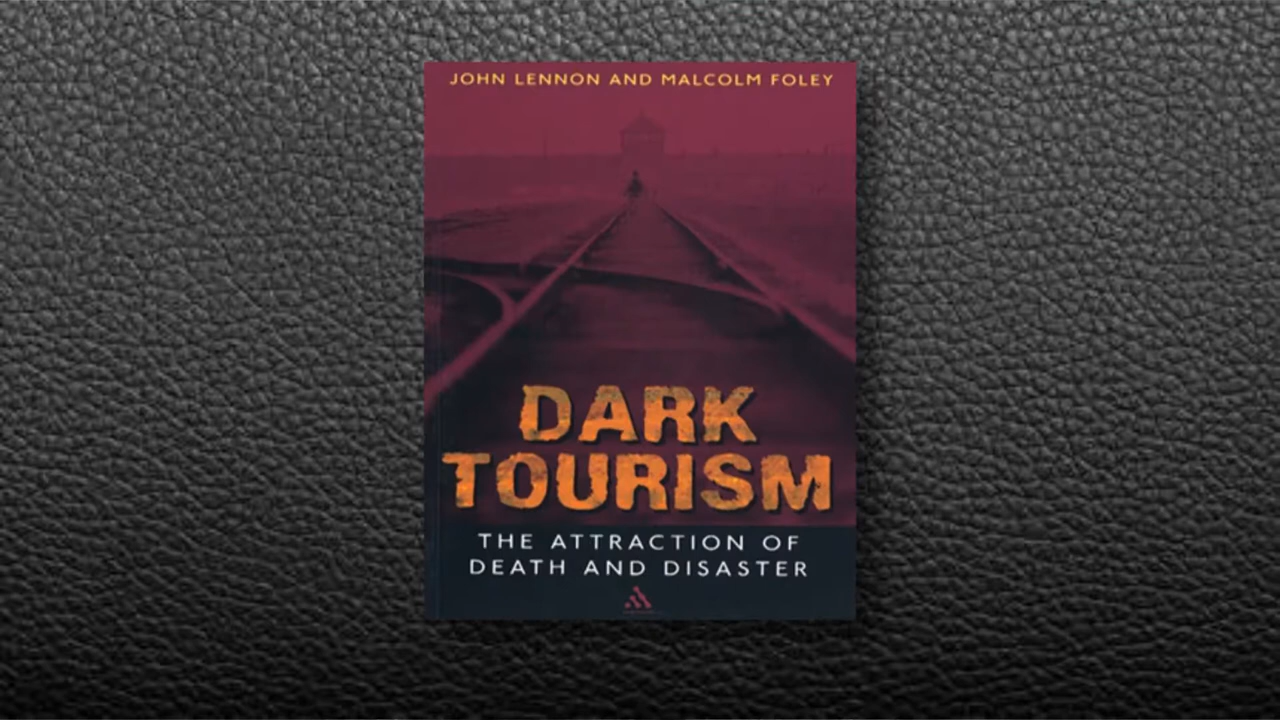 JOHN LENNON AND MALCOLM FOLEY
DARK
TOURISM
THE ATTRACTION OF
DEATH AND DISASTER